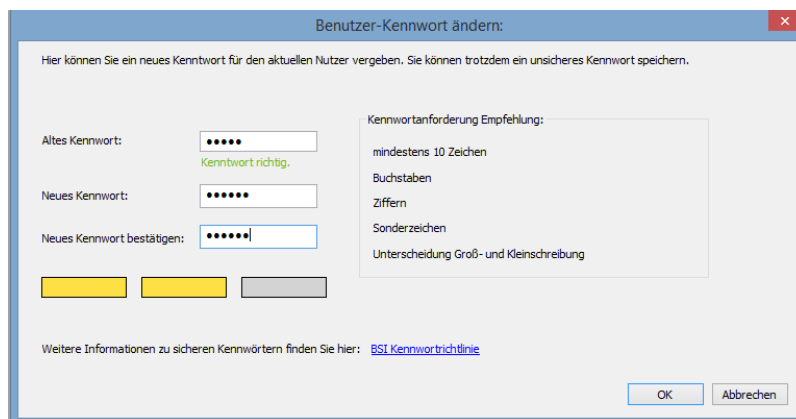 Benutzer-Kennwort ändern:
Hier können Sie ein neues Kenntwort für den aktuellen Nutzer vergeben. Sie können trotzdem ein unsicheres Kennwort speichern.
Kennwortanforderung Empfehlung:
Altes Kennwort: •••••
Kenntwort richtig.
mindestens 10 Zeichen
Buchstaben
Neues Kennwort: ••••••
Ziffern
Sonderzeichen
Neues Kennwort bestätigen: ••••••
Unterscheidung Groß- und Kleinschreibung
Weitere Informationen zu sicheren Kennwörtern finden Sie hier: BSI Kennwortrichtlinie
OK Abbrechen